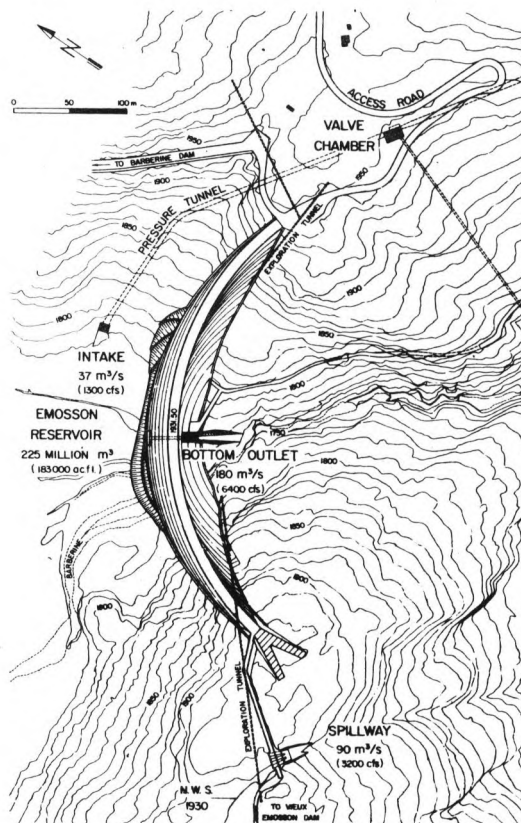 N
0 50 100 m
ACCESS ROAD
VALVE
CHAMBER
1950
TO BARBERINE DAM
1950
1900
EXPLORATION TUNNEL
PRESSURE TUNNEL
1850
1900
1850
1800
INTAKE
37 m³/s
(1300 cfs)
1800
EMOSSON
RESERVOIR
225 MILLION m³
(183000 ac.ft.)
1931.50
1750
BOTTOM OUTLET
180 m³/s
(6400 cfs)
1800
1850
BARBERINE
1900
1800
1850
1900
EXPLORATION TUNNEL
SPILLWAY
90 m³/s
(3200 cfs)
N.W.S.
1930
TO VIEUX
EMOSSON DAM